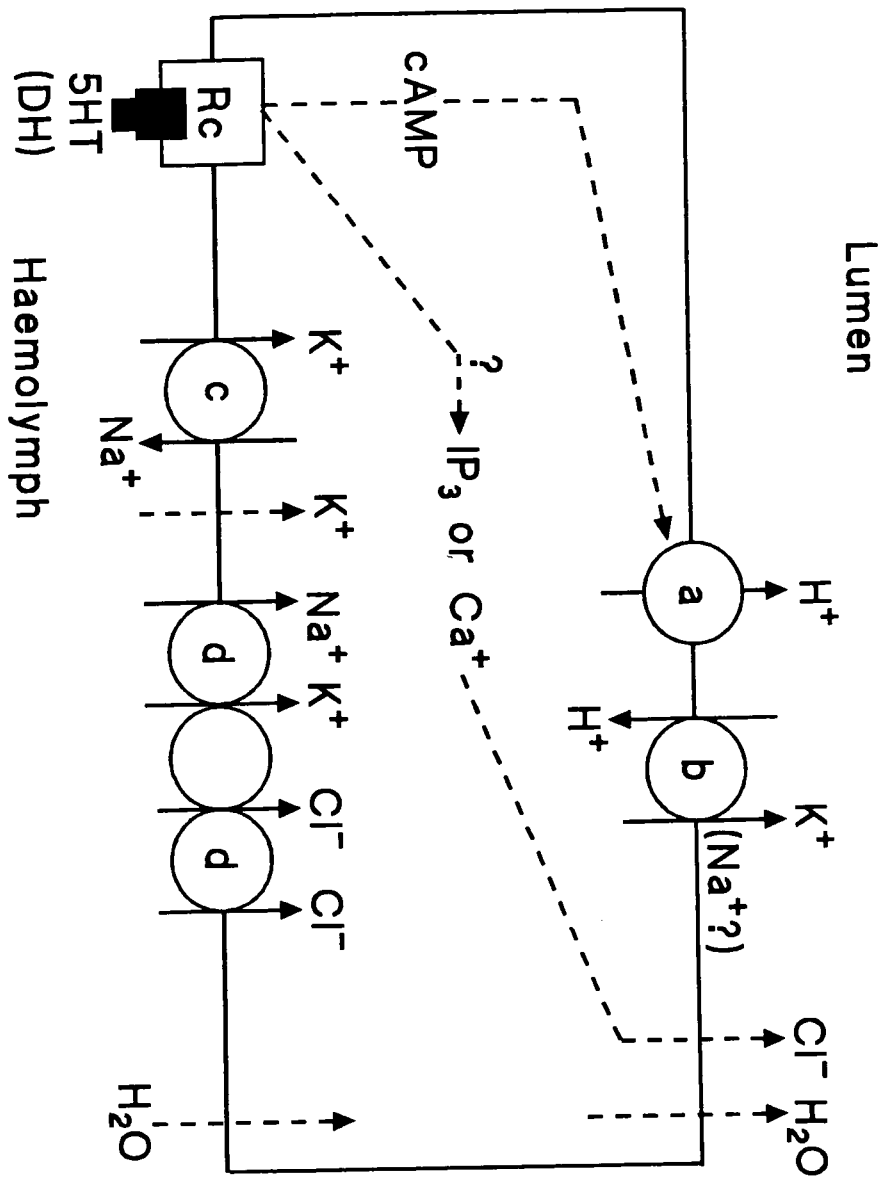 Lumen
H⁺ K⁺ Cl⁻ H₂O
(Na⁺?)
a b
H⁺
?
IP₃ or Ca⁺
cAMP
K⁺ K⁺ Na⁺ K⁺ Cl⁻ Cl⁻
Rc c d d
Na⁺ H₂O
5HT
(DH)
Haemolymph